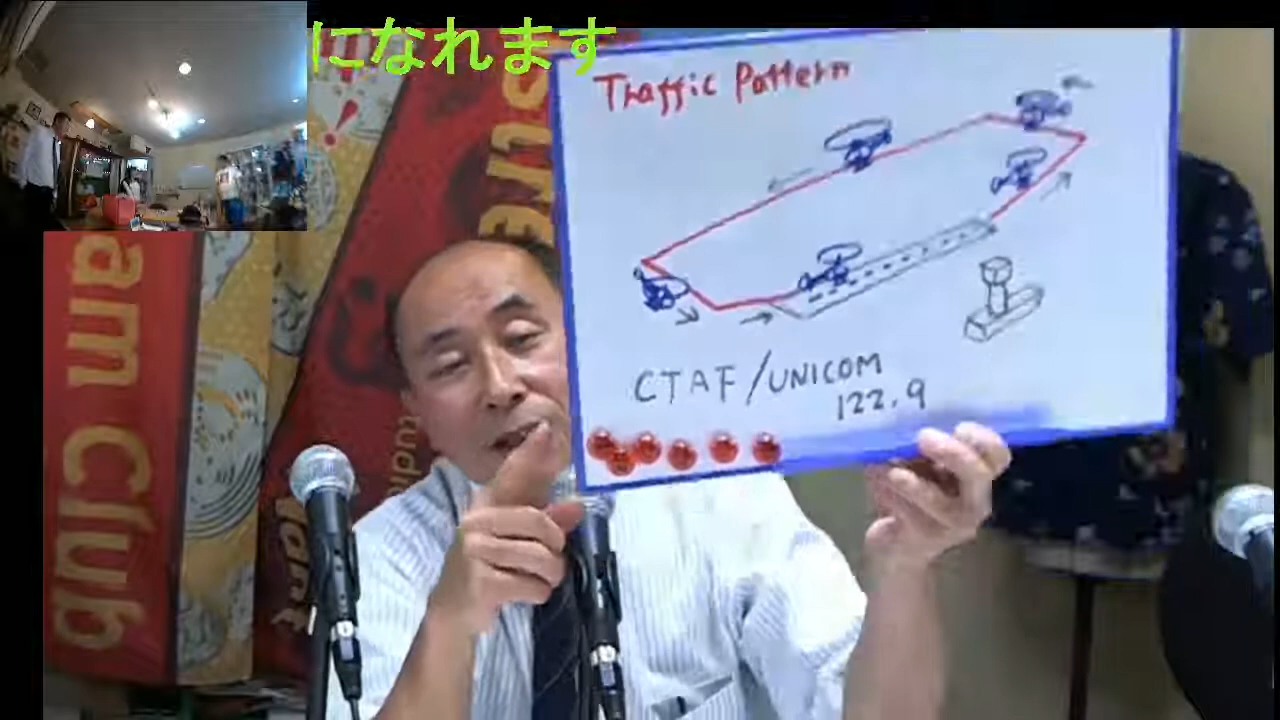 になれます
Traffic Pattern
CTAF/UNICOM
122.9
am Club